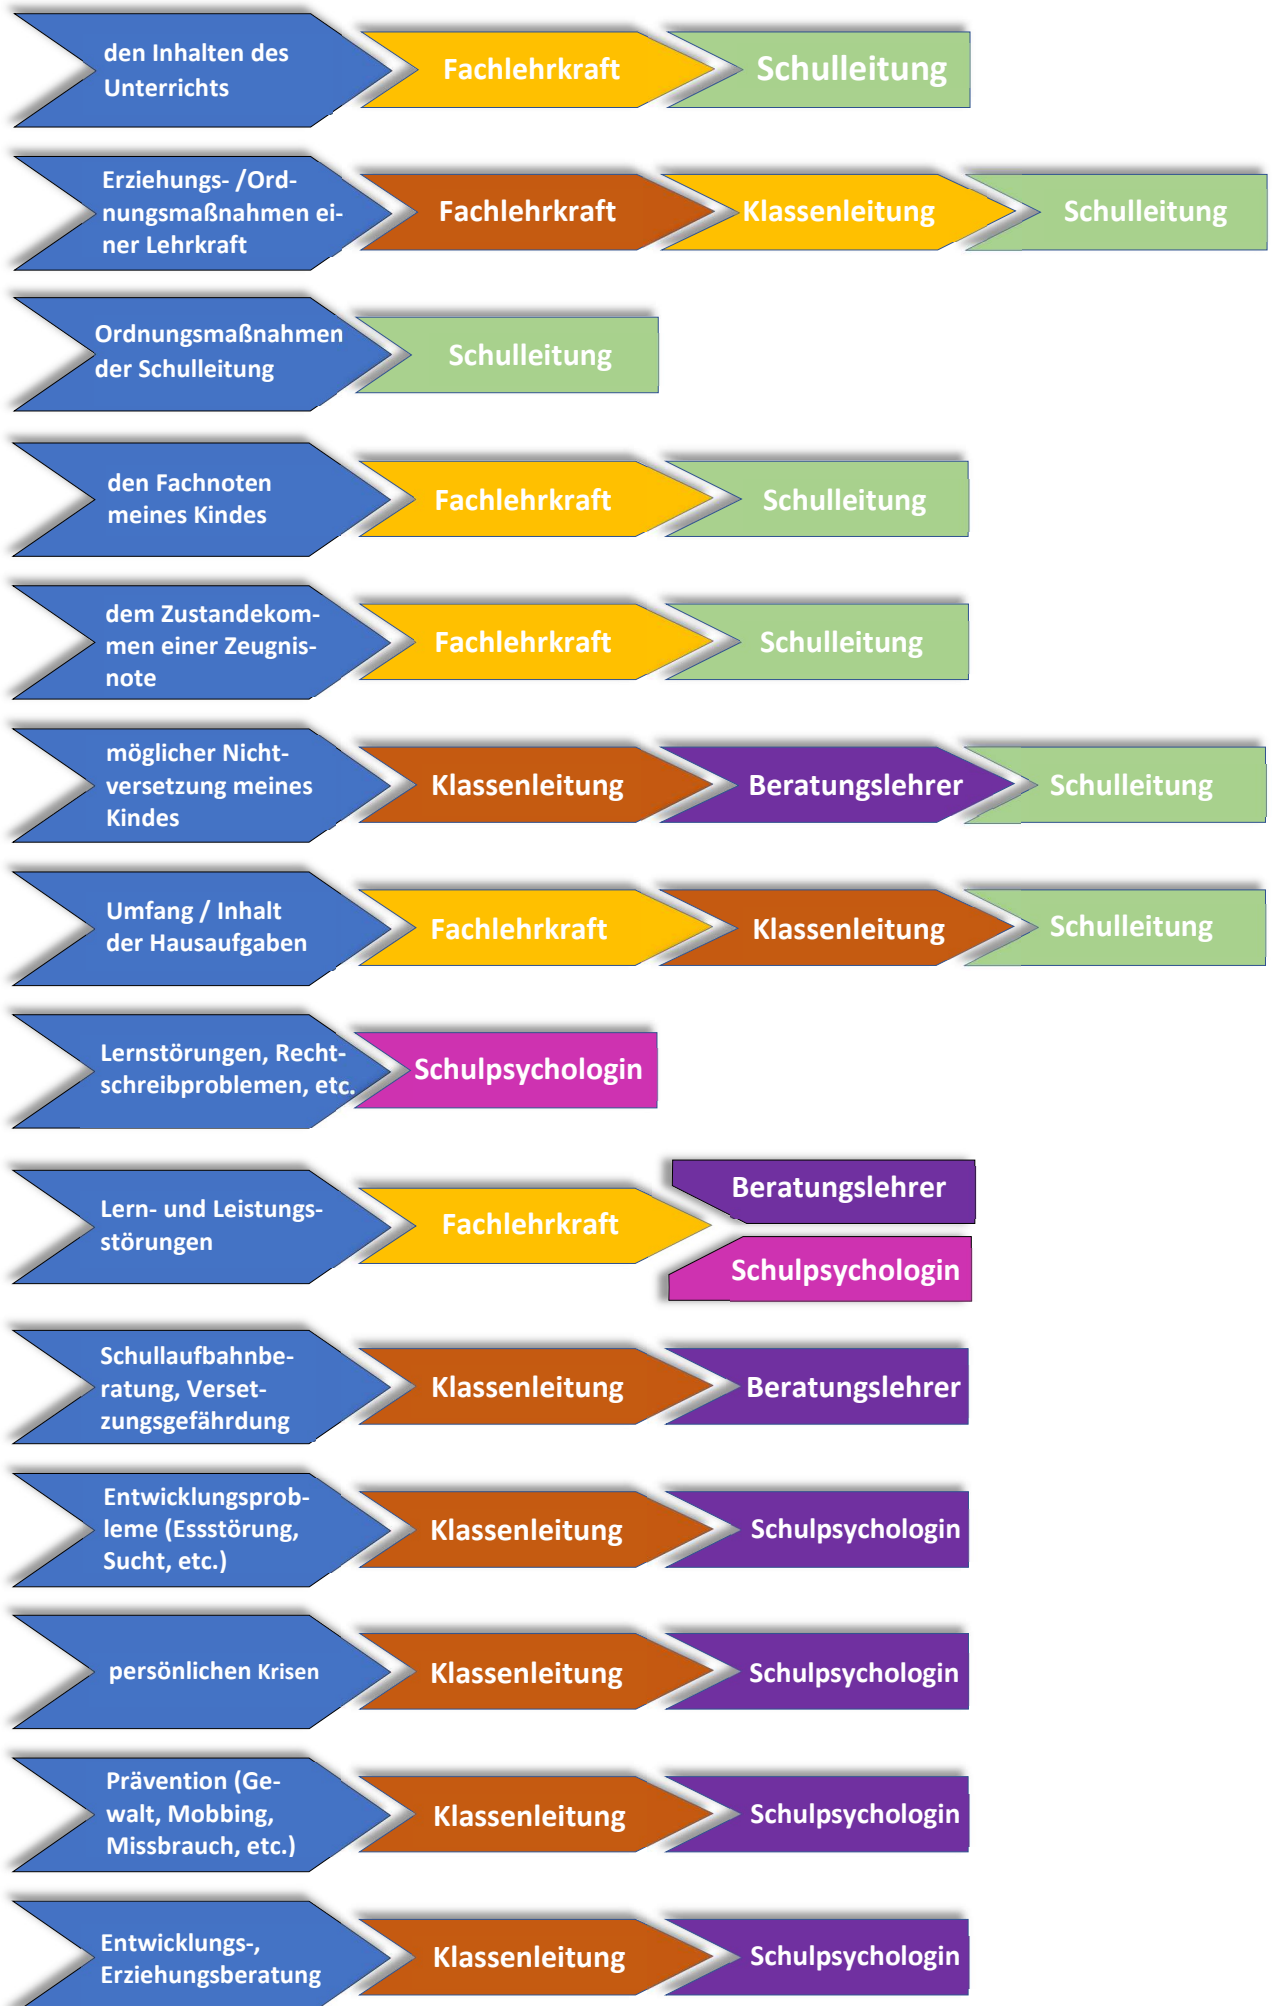 den Inhalten des
Unterrichts
Fachlehrkraft
Schulleitung
Erziehungs- /Ord-
nungsmaßnahmen ei-
ner Lehrkraft
Fachlehrkraft
Klassenleitung
Schulleitung
Ordnungsmaßnahmen
der Schulleitung
Schulleitung
den Fachnoten
meines Kindes
Fachlehrkraft
Schulleitung
dem Zustandekom-
men einer Zeugnis-
note
Fachlehrkraft
Schulleitung
möglicher Nicht-
versetzung meines
Kindes
Klassenleitung
Beratungslehrer
Schulleitung
Umfang / Inhalt
der Hausaufgaben
Fachlehrkraft
Klassenleitung
Schulleitung
Lernstörungen, Recht-
schreibproblemen, etc.
Schulpsychologin
Lern- und Leistungs-
störungen
Fachlehrkraft
Beratungslehrer
Schulpsychologin
Schullaufbahnbe-
ratung, Verset-
zungsgefährdung
Klassenleitung
Beratungslehrer
Entwicklungsprob-
leme (Essstörung,
Sucht, etc.)
Klassenleitung
Schulpsychologin
persönlichen Krisen
Klassenleitung
Schulpsychologin
Prävention (Ge-
walt, Mobbing,
Missbrauch, etc.)
Klassenleitung
Schulpsychologin
Entwicklungs-,
Erziehungsberatung
Klassenleitung
Schulpsychologin